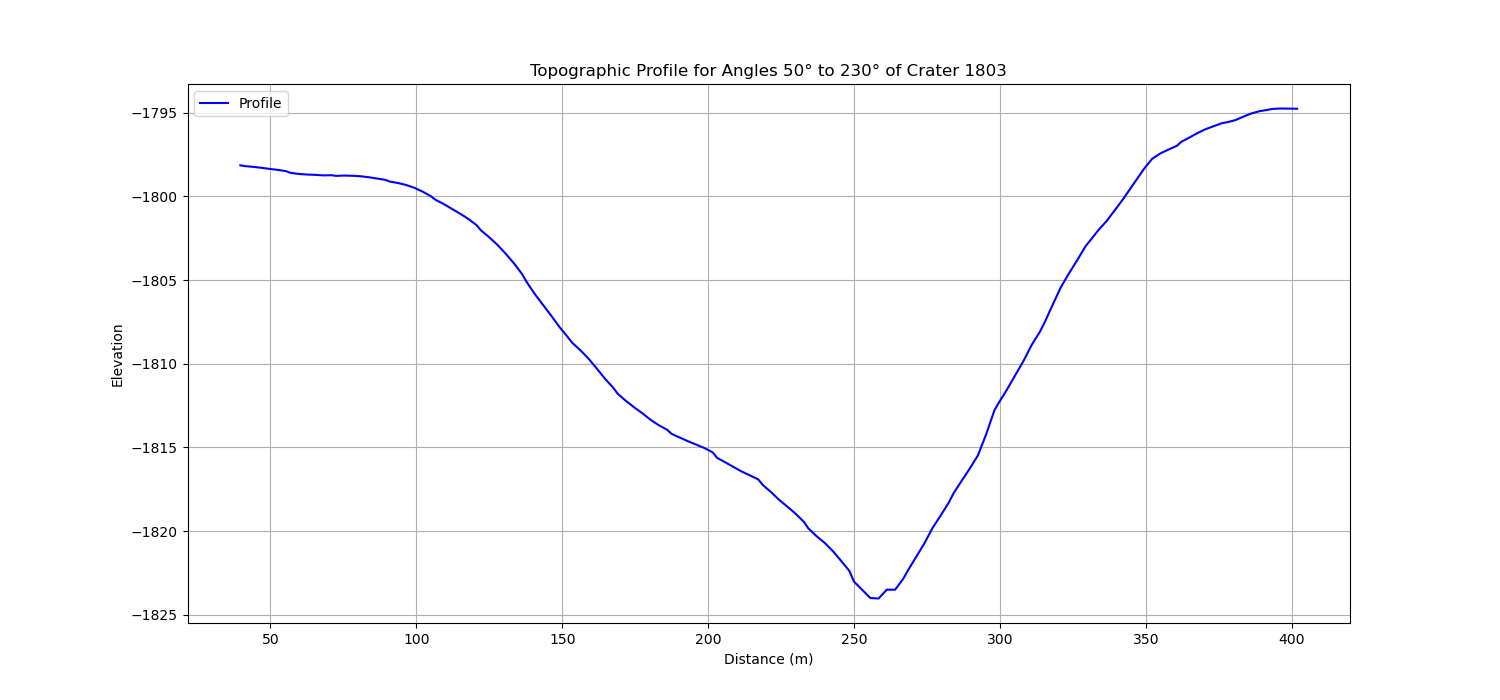 Topographic Profile for Angles 50° to 230° of Crater 1803
Profile
−1795
−1800
−1805
−1810
−1815
−1820
−1825
Elevation
50 100 150 200 250 300 350 400
Distance (m)